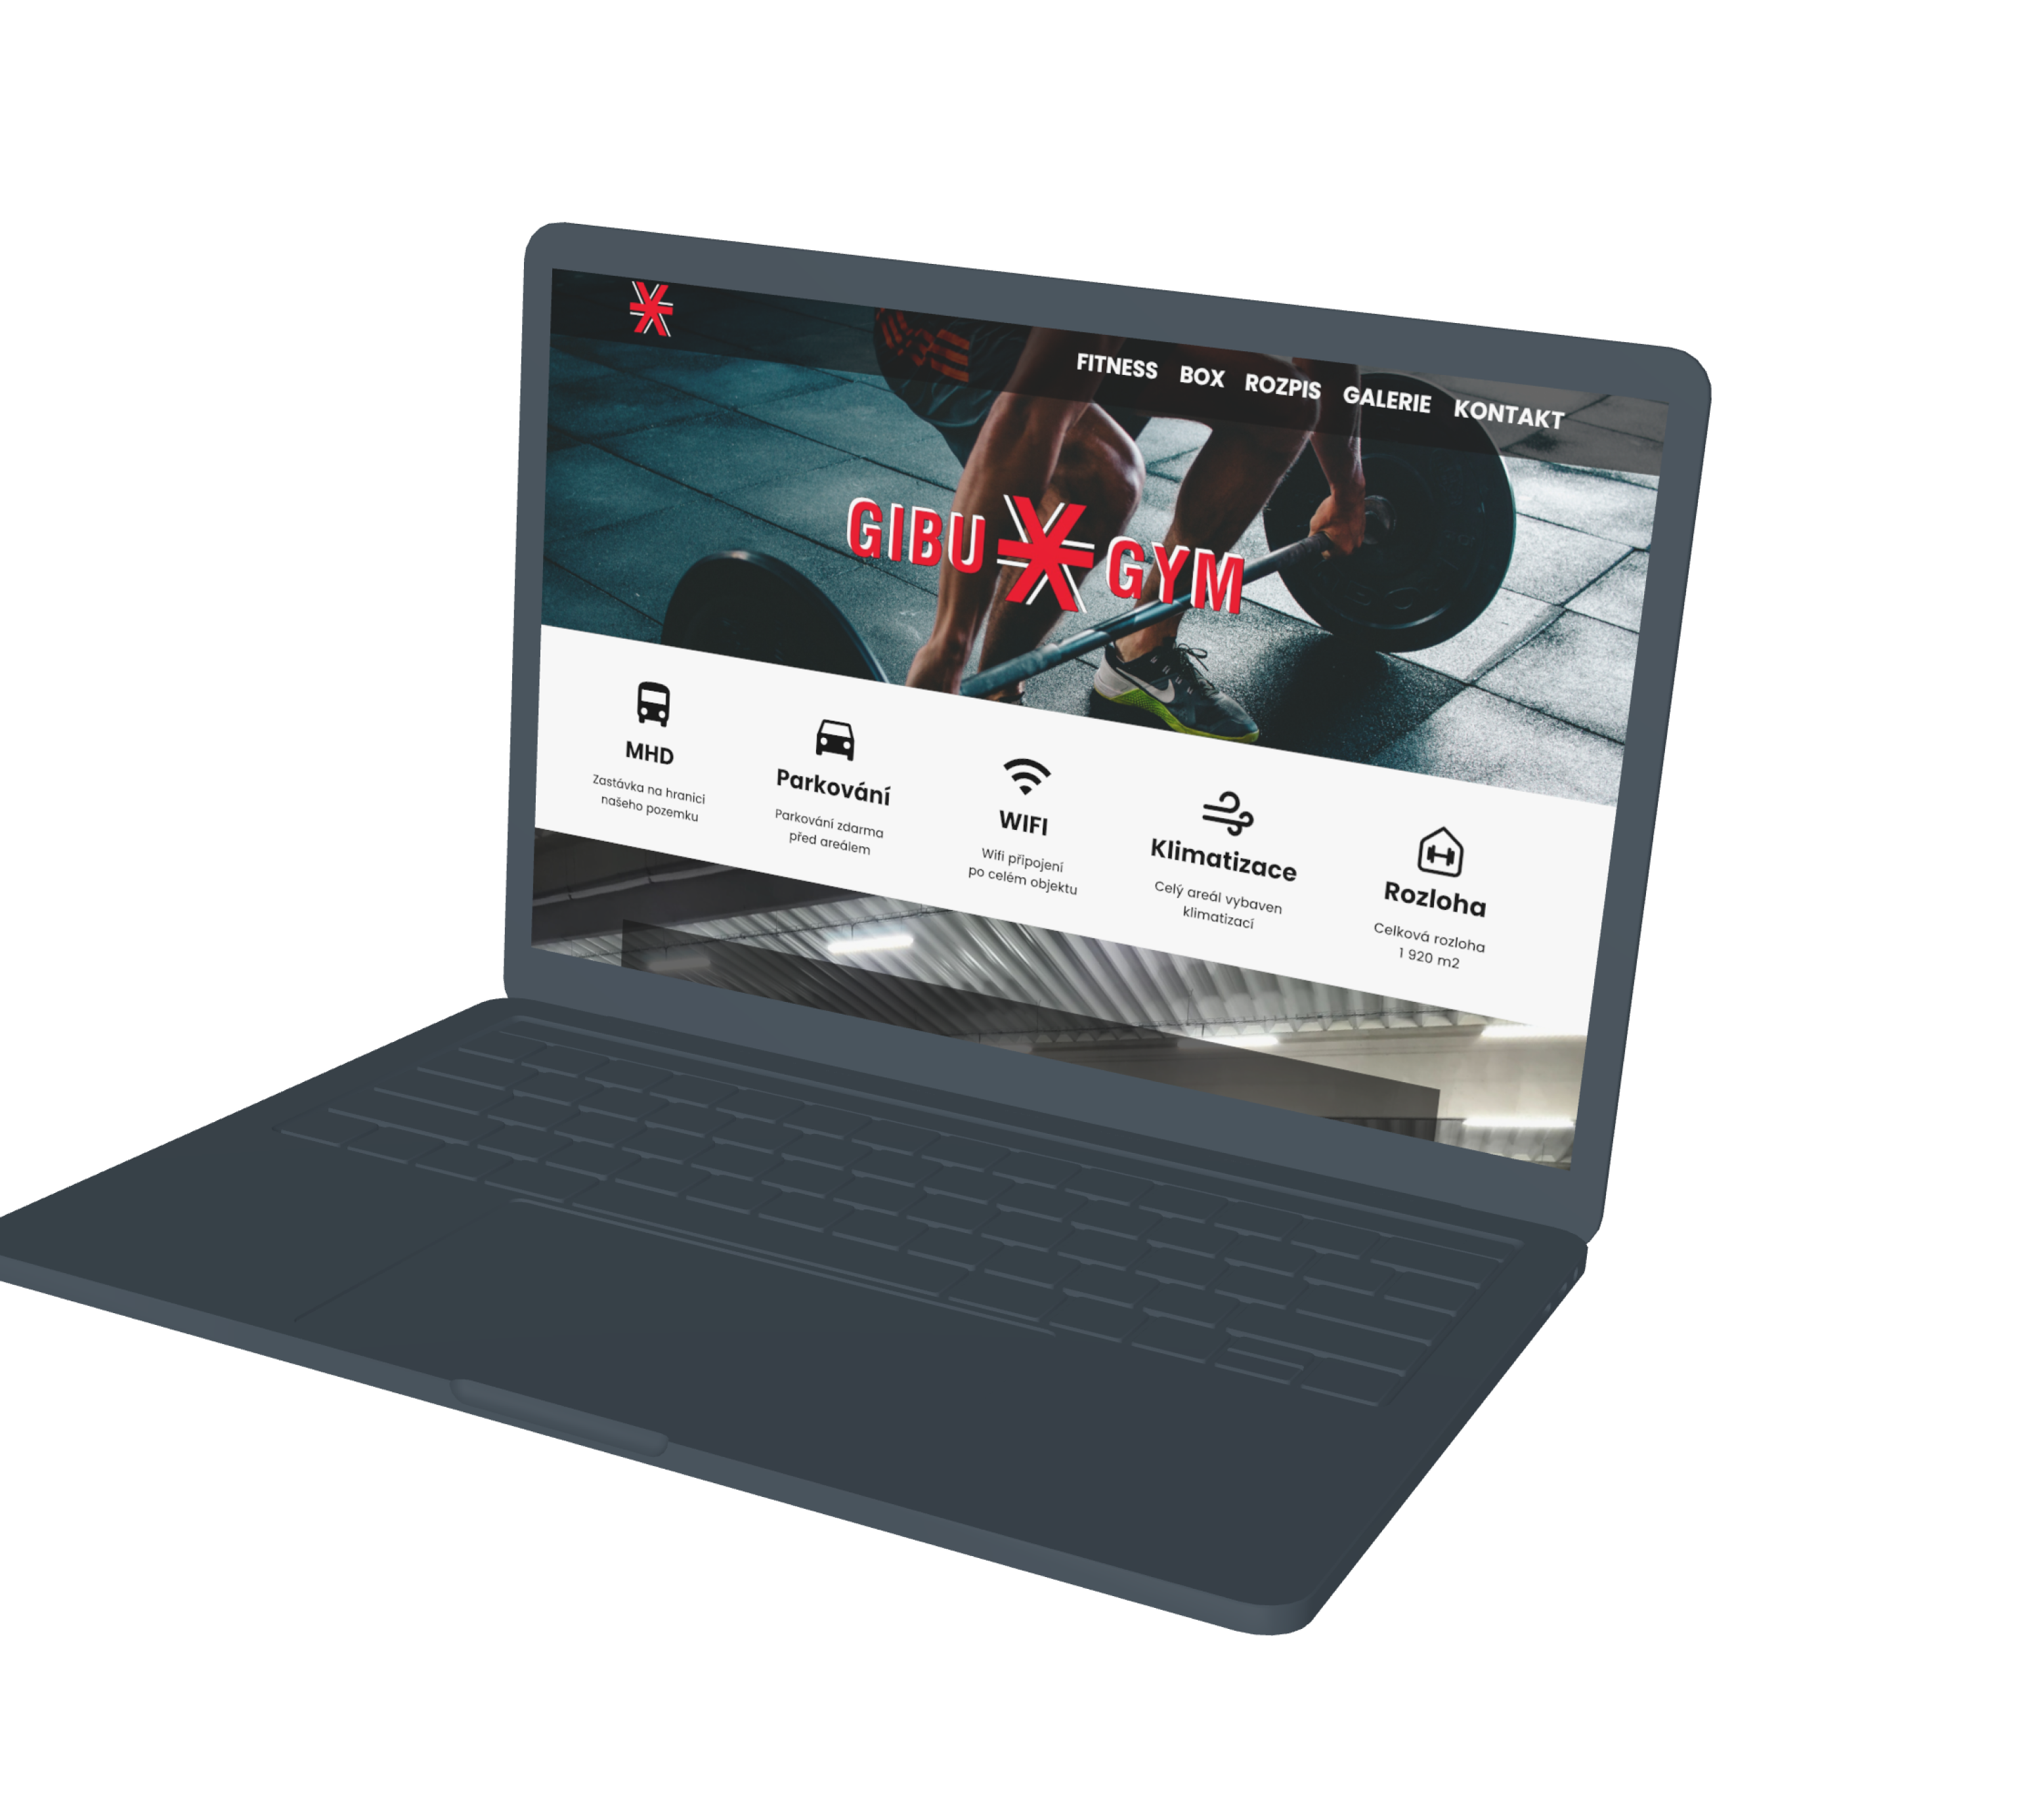 FITNESS BOX ROZPIS GALERIE KONTAKT
GIBU GYM
MHD
Zastávka na hranici
našeho pozemku
Parkování
Parkování zdarma
před areálem
WIFI
Wifi připojení
po celém objektu
Klimatizace
Celý areál vybaven
klimatizací
Rozloha
Celková rozloha
1 920 m2